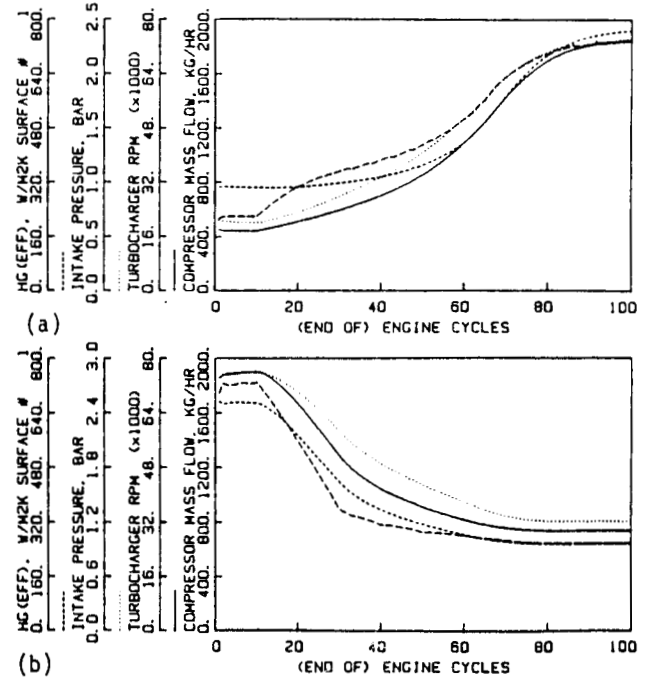 (a)
HG(EFF), W/M2K SURFACE # 1
0. 160. 320. 480. 640. 800.
INTAKE PRESSURE, BAR
0.0 0.5 1.0 1.5 2.0 2.5
TURBOCHARGER RPM (x1000)
0. 16. 32. 48. 64. 80.
COMPRESSOR MASS FLOW, KG/HR
0. 400. 800. 1200. 1600. 2000.
0 20 40 60 80 100
(END OF) ENGINE CYCLES
(b)
HG(EFF), W/M2K SURFACE # 1
0. 160. 320. 480. 640. 800.
INTAKE PRESSURE, BAR
0.0 0.6 1.2 1.8 2.4 3.0
TURBOCHARGER RPM (x1000)
0. 16. 32. 48. 64. 80.
COMPRESSOR MASS FLOW, KG/HR
0. 400. 800. 1200. 1600. 2000.
0 20 40 60 80 100
(END OF) ENGINE CYCLES